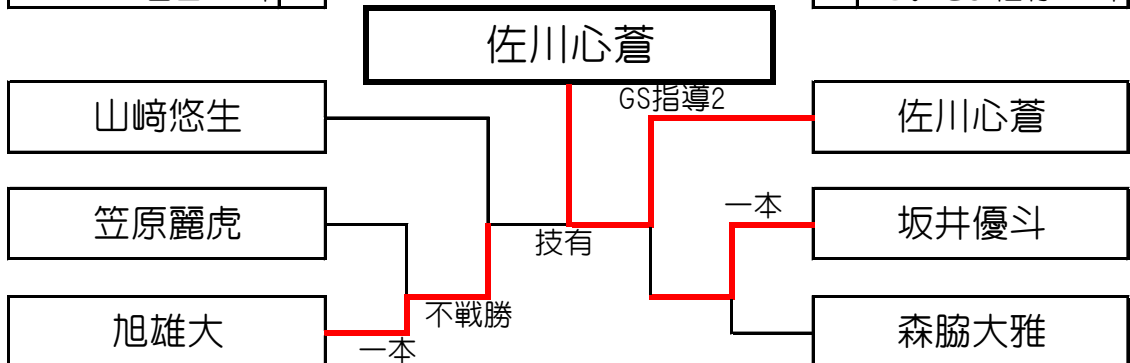 佐川心蒼
GS指導2
山﨑悠生
佐川心蒼
笠原麗虎
一本
坂井優斗
技有
旭雄大
不戦勝
一本
森脇大雅